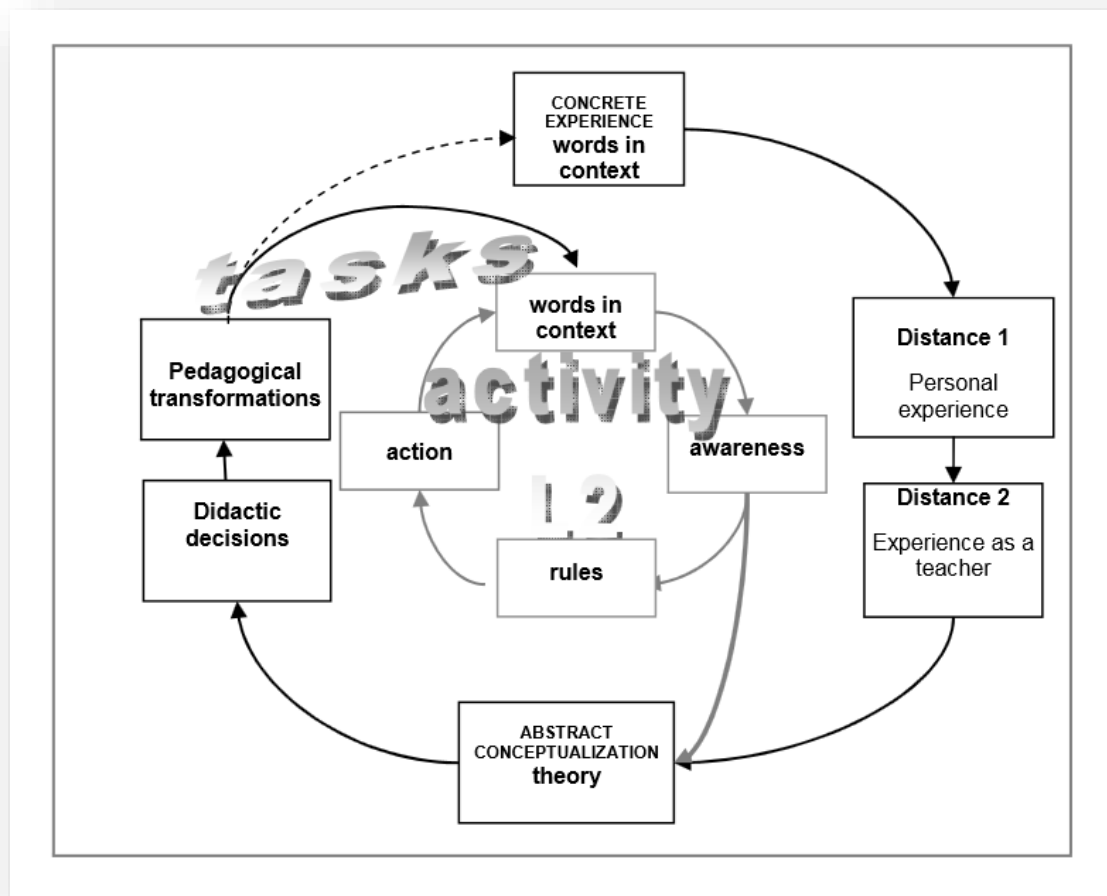 CONCRETE
EXPERIENCE
words in
context
tasks
words in
context
Distance 1
Personal
experience
Pedagogical
transformations
activity
action
awareness
Didactic
decisions
L2
rules
Distance 2
Experience as a
teacher
ABSTRACT
CONCEPTUALIZATION
theory